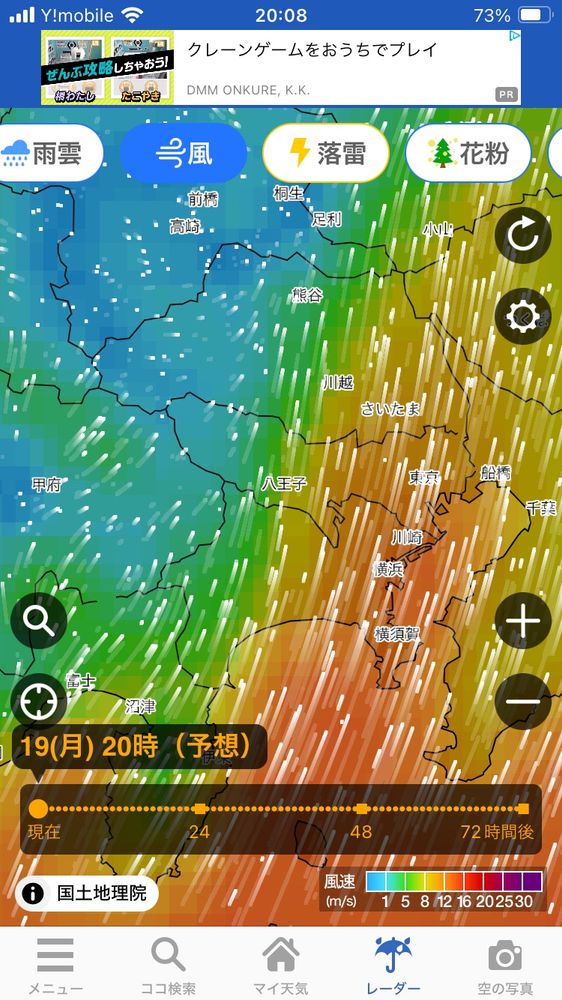 Y!mobile 20:08 73%
ぜんぶ攻略しちゃおう!
橋わたし たこやき
クレーンゲームをおうちでプレイ
DMM ONKURE, K.K.
PR
雨雲 風 落雷 花粉
前橋
桐生
高崎
足利
小山
熊谷
川越
さいたま
甲府
八王子
東京
船橋
千葉
川崎
横浜
横須賀
富士
沼津
19(月) 20時（予想）
現在 24 48 72時間後
国土地理院
風速
(m/s) 1 5 8 12 16 20 25 30
メニュー ココ検索 マイ天気 レーダー 空の写真